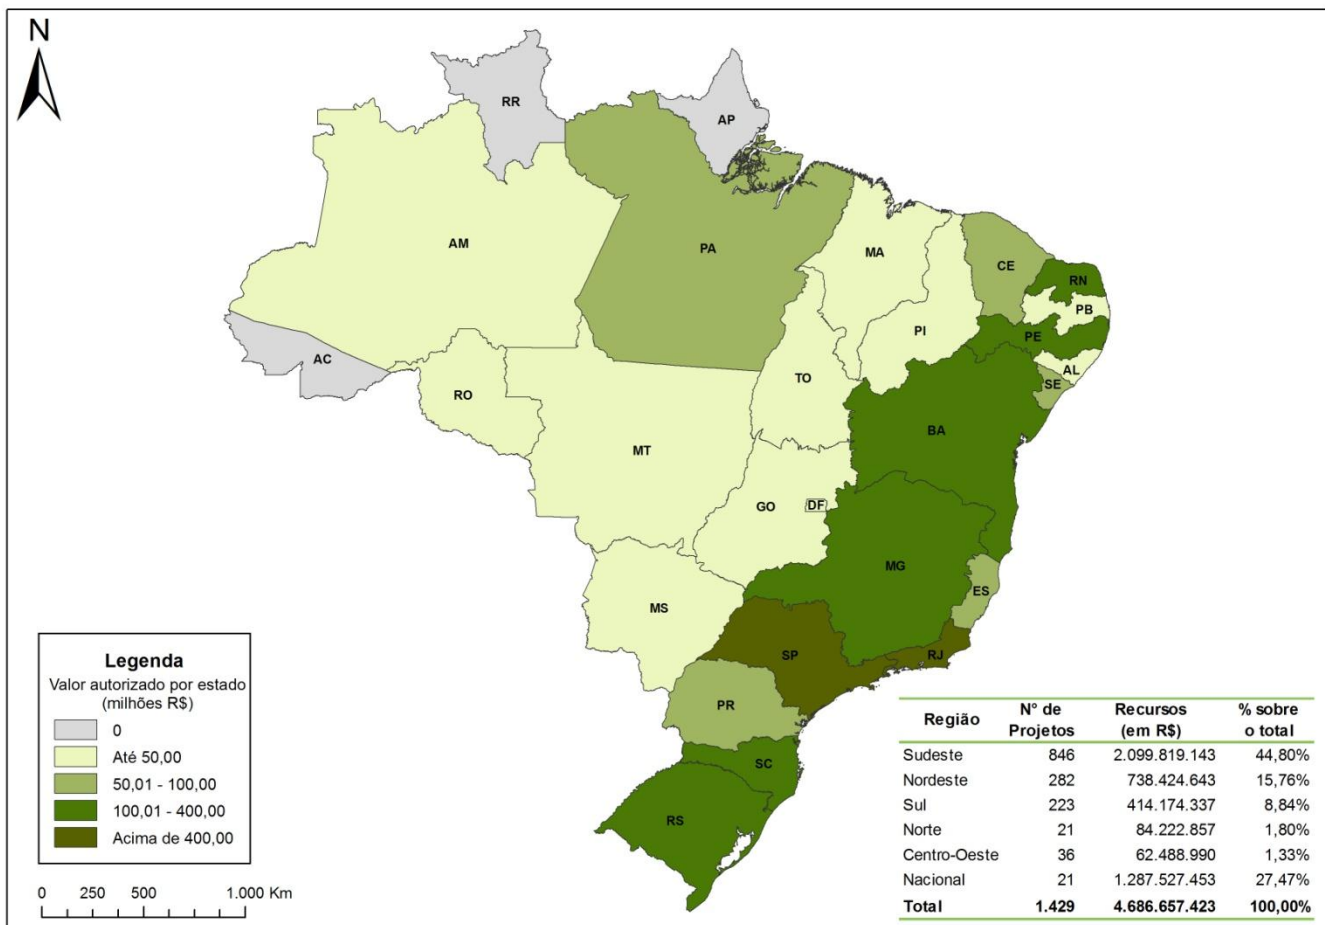 N
RR
AP
AM
PA
MA
CE
RN
PB
PI
PE
AC
AL
TO
SE
RO
BA
MT
GO
DF
MG
ES
MS
SP
RJ
PR
SC
RS
Legenda
Valor autorizado por estado
(milhões R$)
0
Até 50,00
50,01 - 100,00
100,01 - 400,00
Acima de 400,00
0 250 500 1.000 Km
Região N° de Projetos Recursos (em R$) % sobre o total
Sudeste 846 2.099.819.143 44,80%
Nordeste 282 738.424.643 15,76%
Sul 223 414.174.337 8,84%
Norte 21 84.222.857 1,80%
Centro-Oeste 36 62.488.990 1,33%
Nacional 21 1.287.527.453 27,47%
Total 1.429 4.686.657.423 100,00%